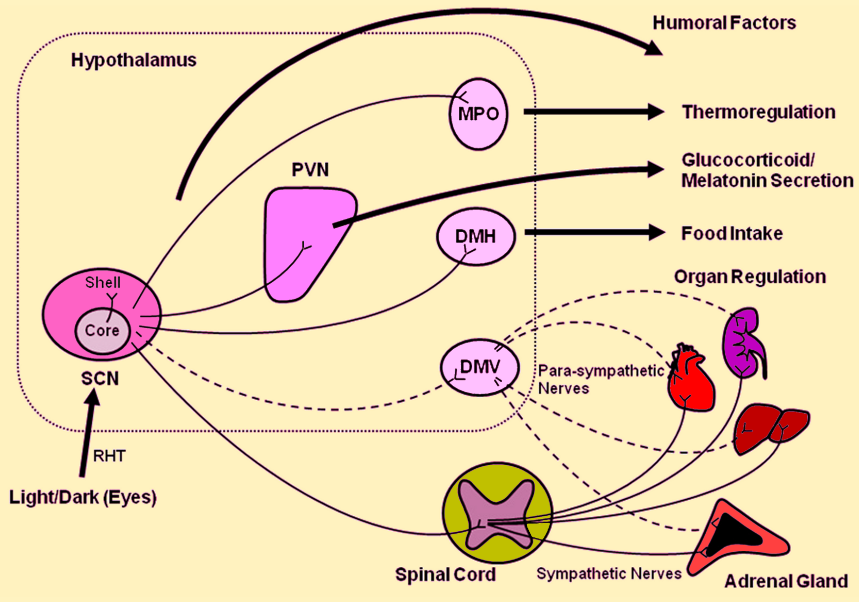 Humoral Factors
Hypothalamus
MPO
Thermoregulation
PVN
Glucocorticoid/
Melatonin Secretion
DMH
Food Intake
Organ Regulation
Shell
Core
SCN
DMV
Para-sympathetic
Nerves
RHT
Light/Dark (Eyes)
Spinal Cord
Sympathetic Nerves
Adrenal Gland